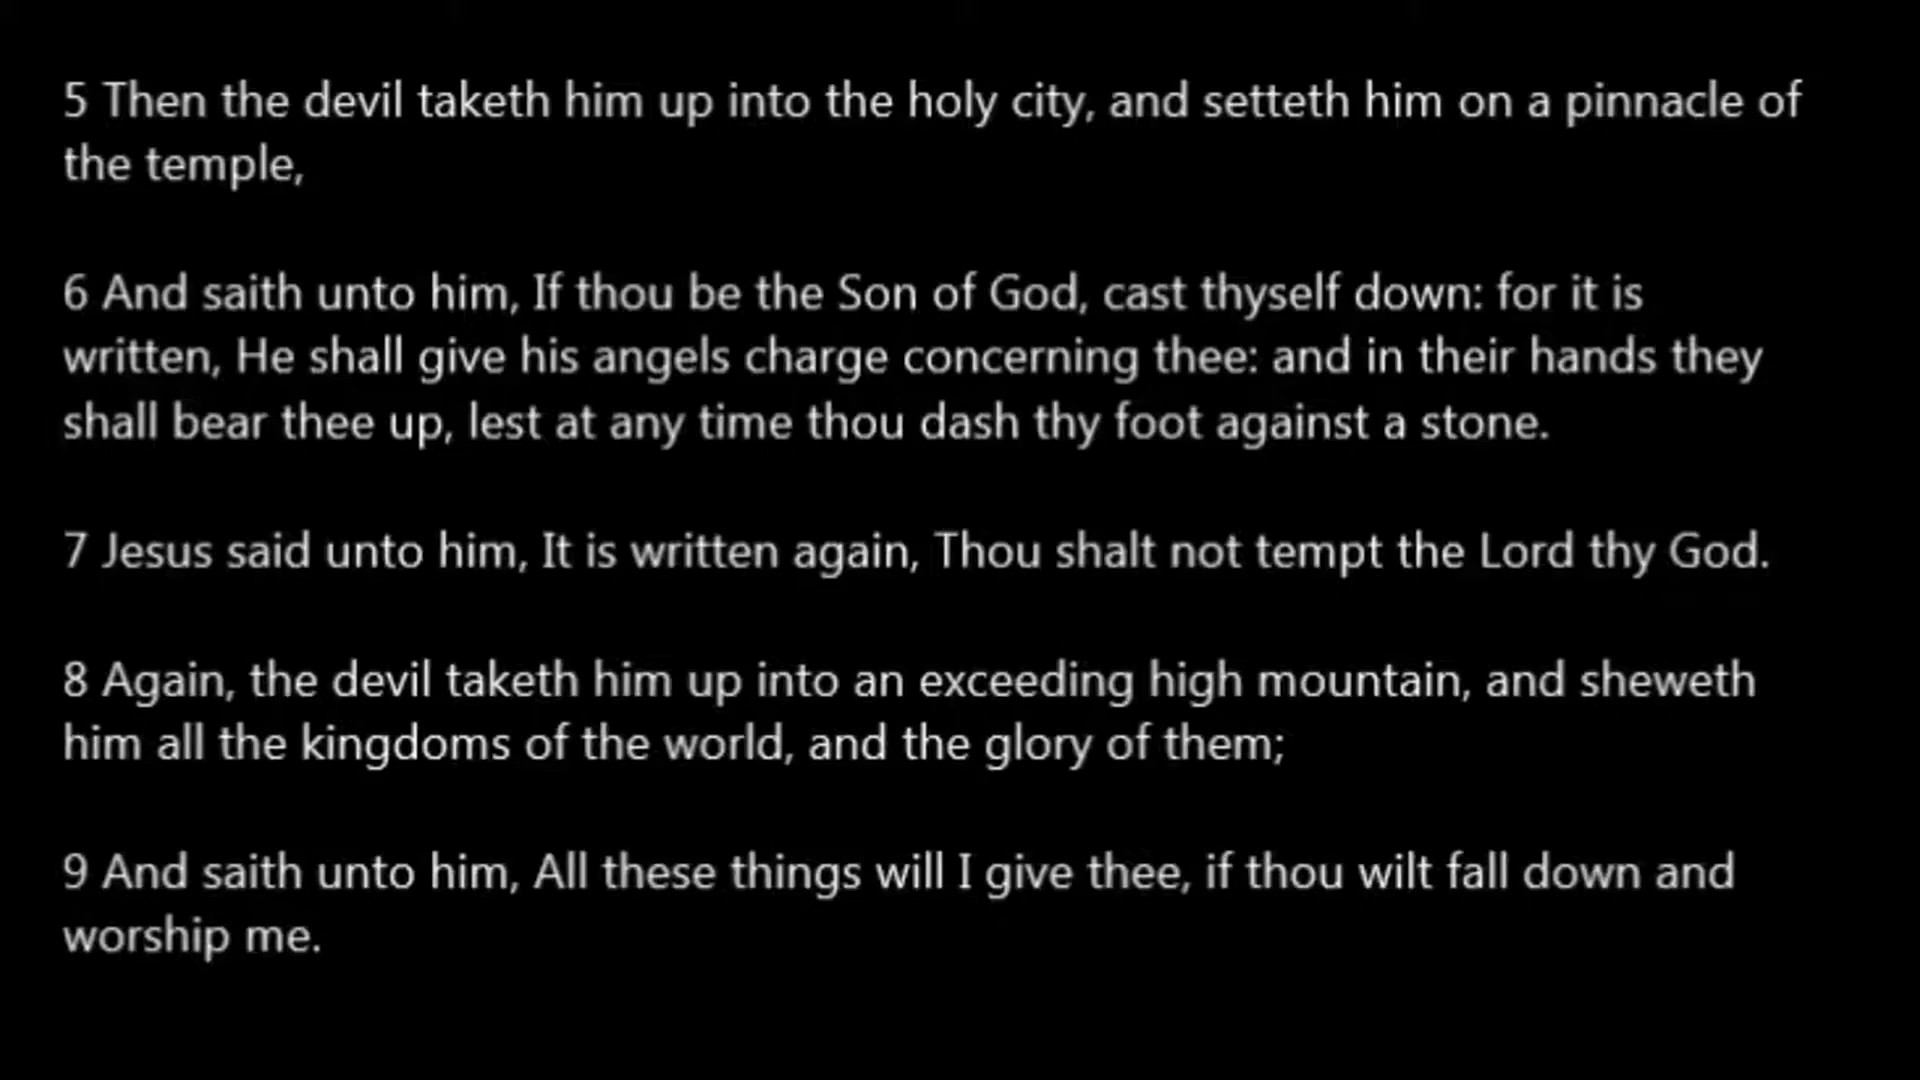 5 Then the devil taketh him up into the holy city, and setteth him on a pinnacle of
the temple,
6 And saith unto him, If thou be the Son of God, cast thyself down: for it is
written, He shall give his angels charge concerning thee: and in their hands they
shall bear thee up, lest at any time thou dash thy foot against a stone.
7 Jesus said unto him, It is written again, Thou shalt not tempt the Lord thy God.
8 Again, the devil taketh him up into an exceeding high mountain, and sheweth
him all the kingdoms of the world, and the glory of them;
9 And saith unto him, All these things will I give thee, if thou wilt fall down and
worship me.